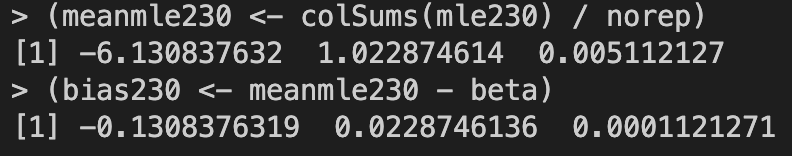 > (meanmle230 <- colSums(mle230) / norep)
[1] -6.130837632  1.022874614  0.005112127
> (bias230 <- meanmle230 - beta)
[1] -0.1308376319  0.0228746136  0.0001121271